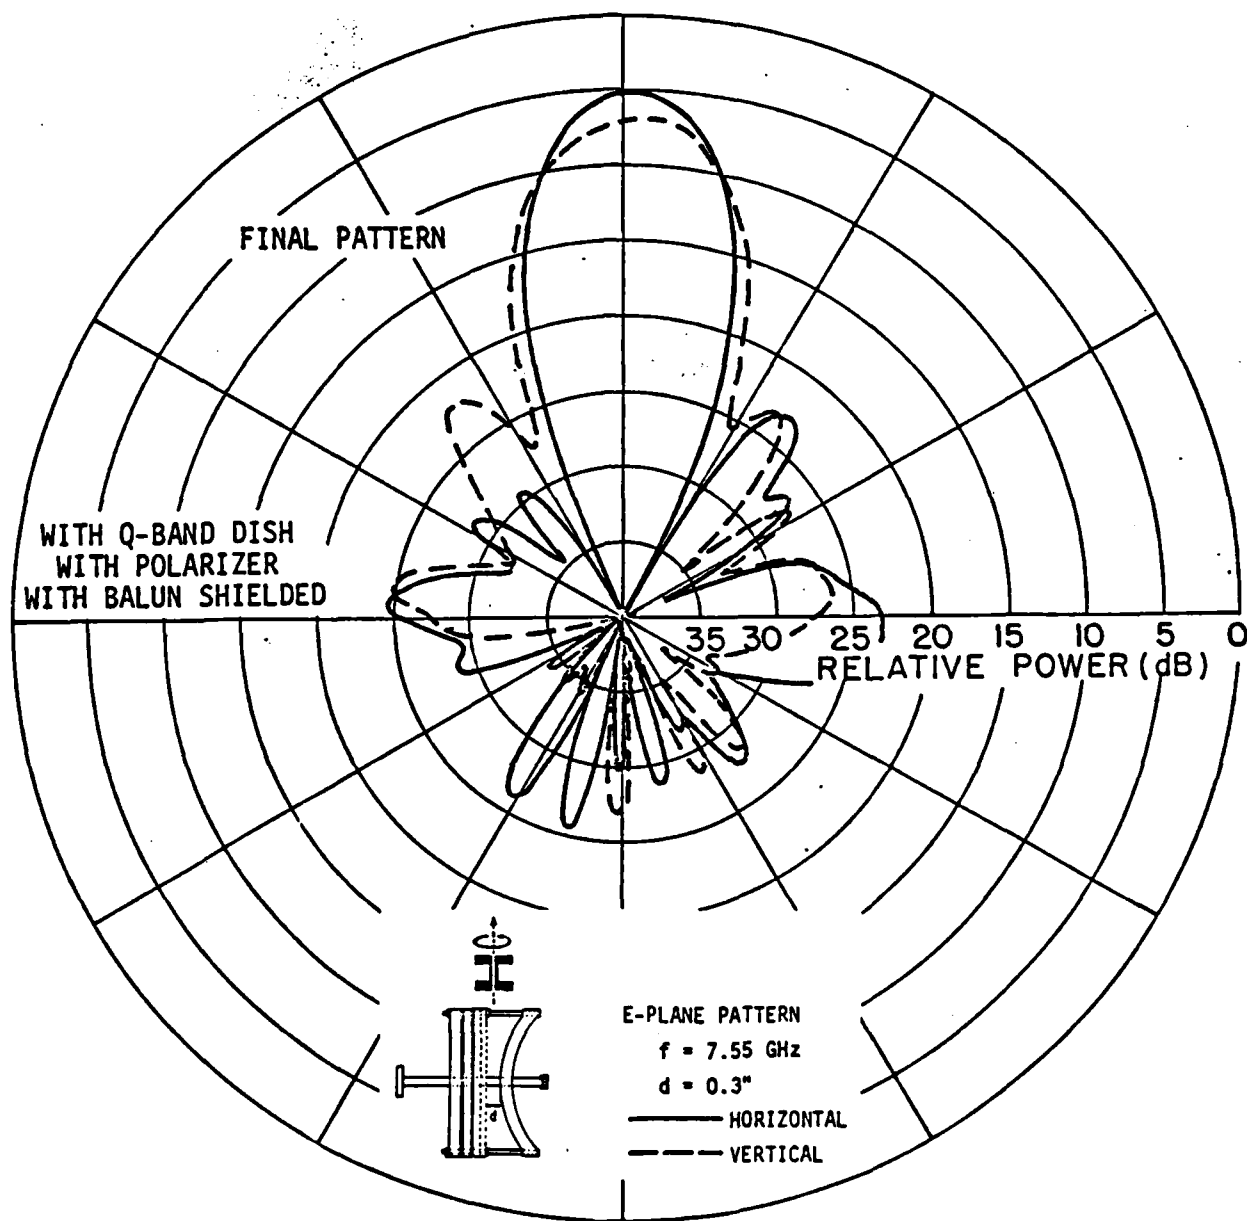 FINAL PATTERN
WITH Q-BAND DISH
WITH POLARIZER
WITH BALUN SHIELDED
35 30 25 20 15 10 5 0
RELATIVE POWER (dB)
d
E-PLANE PATTERN
f = 7.55 GHz
d = 0.3"
HORIZONTAL
VERTICAL